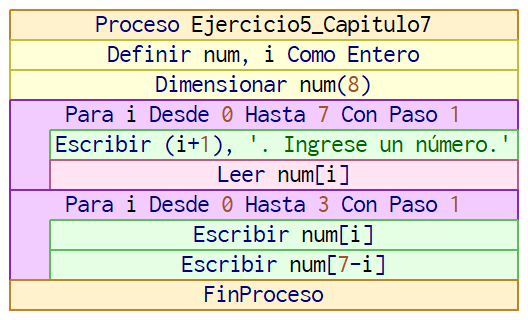 Proceso Ejercicio5_Capitulo7
Definir num, i Como Entero
Dimensionar num(8)
Para i Desde 0 Hasta 7 Con Paso 1
Escribir (i+1), '. Ingrese un número.'
Leer num[i]
Para i Desde 0 Hasta 3 Con Paso 1
Escribir num[i]
Escribir num[7-i]
FinProceso